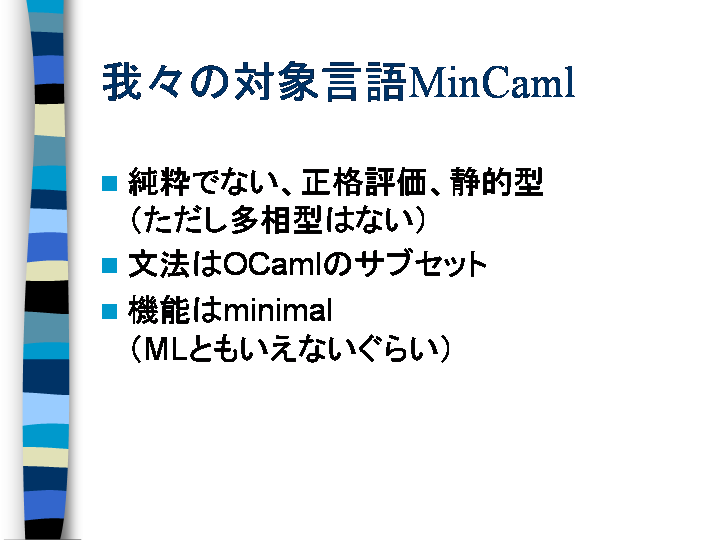 我々の対象言語MinCaml
純粋でない、正格評価、静的型
（ただし多相型はない）
文法はOCamlのサブセット
機能はminimal
（MLともいえないぐらい）